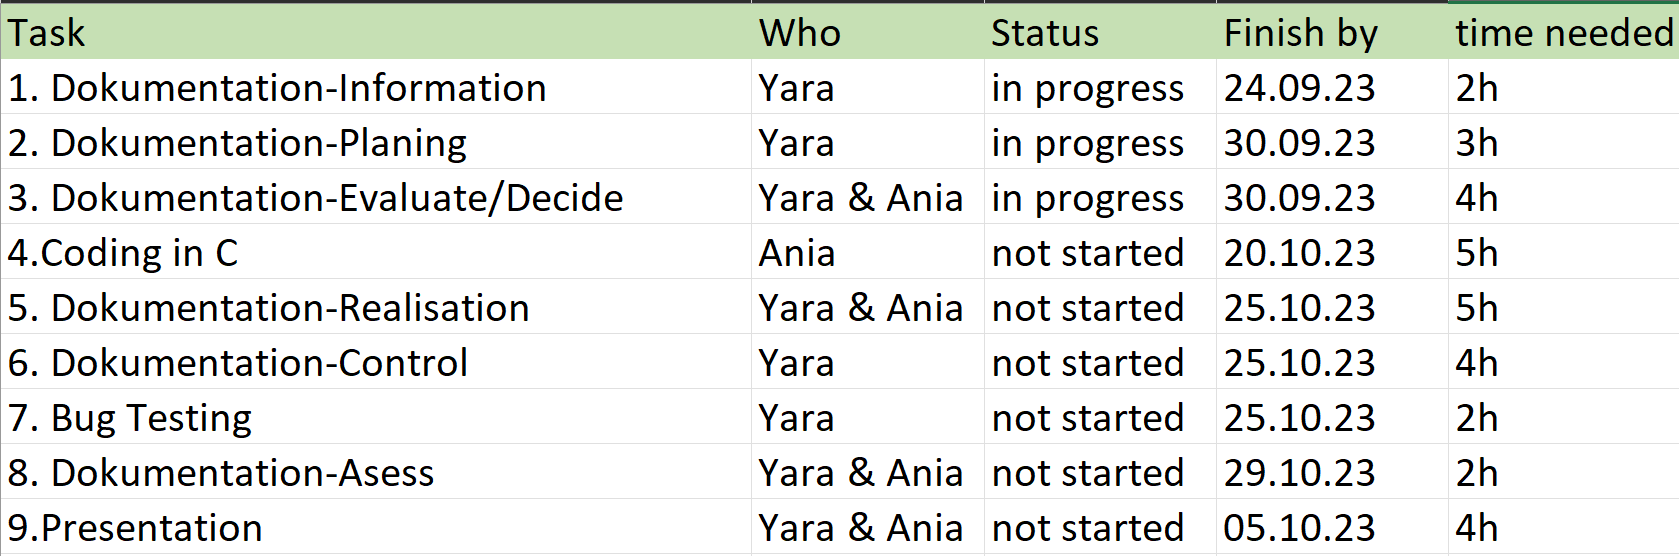 Task Who Status Finish by time needed
1. Dokumentation-Information Yara in progress 24.09.23 2h
2. Dokumentation-Planing Yara in progress 30.09.23 3h
3. Dokumentation-Evaluate/Decide Yara & Ania in progress 30.09.23 4h
4.Coding in C Ania not started 20.10.23 5h
5. Dokumentation-Realisation Yara & Ania not started 25.10.23 5h
6. Dokumentation-Control Yara not started 25.10.23 4h
7. Bug Testing Yara not started 25.10.23 2h
8. Dokumentation-Asess Yara & Ania not started 29.10.23 2h
9.Presentation Yara & Ania not started 05.10.23 4h